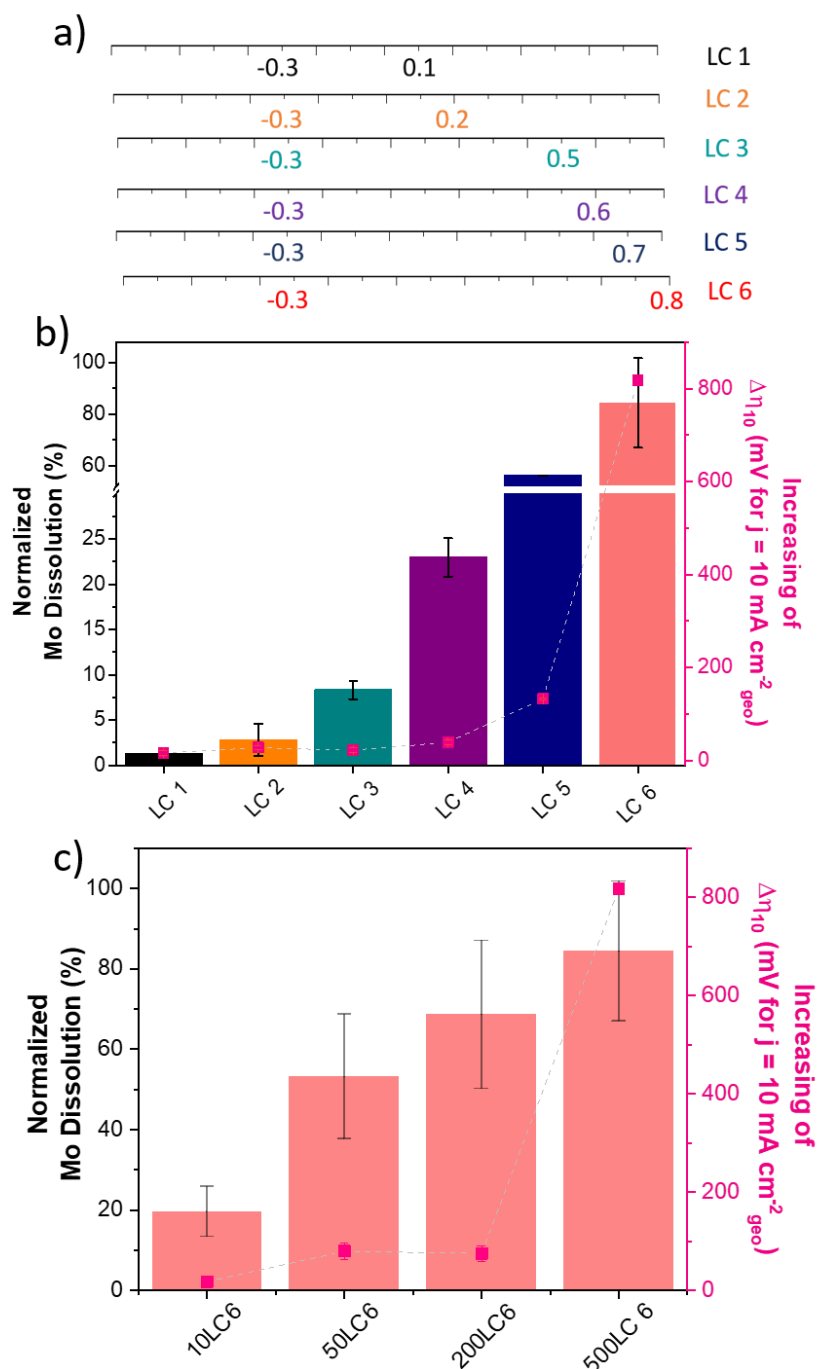 a)
LC 1
-0.3 0.1
LC 2
-0.3 0.2
LC 3
-0.3 0.5
LC 4
-0.3 0.6
LC 5
-0.3 0.7
LC 6
-0.3 0.8
b)
Normalized
Mo Dissolution (%)
100
80
60
25
20
15
10
5
0
LC 1
LC 2
LC 3
LC 4
LC 5
LC 6
800
600
400
200
0
Increasing of
Δη10 (mV for j = 10 mA cm-2geo)
c)
Normalized
Mo Dissolution (%)
100
80
60
40
20
0
10LC6
50LC6
200LC6
500LC 6
800
600
400
200
0
Increasing of
Δη10 (mV for j = 10 mA cm-2geo)